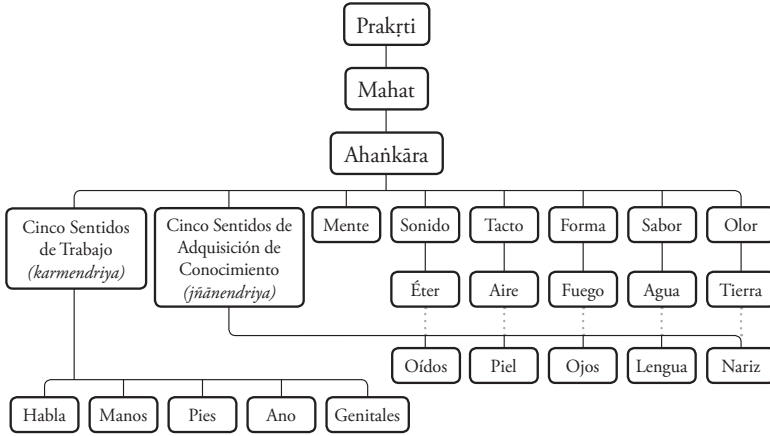 Prakṛti
Mahat
Ahaṅkāra
Cinco Sentidos
de Trabajo
(karmendriya)
Cinco Sentidos de
Adquisición de
Conocimiento
(jñānendriya)
Mente
Sonido
Tacto
Forma
Sabor
Olor
Éter
Aire
Fuego
Agua
Tierra
Oídos
Piel
Ojos
Lengua
Nariz
Habla
Manos
Pies
Ano
Genitales